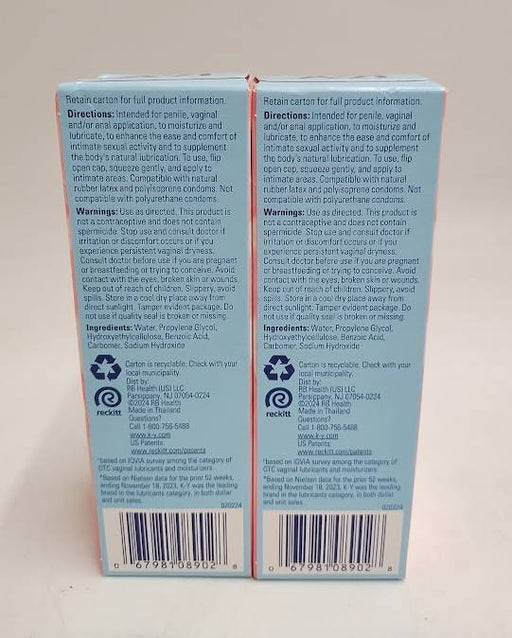 Retain carton for full product information.
Directions: Intended for penile, vaginal
and/or anal application, to moisturize and
lubricate, to enhance the ease and comfort of
intimate sexual activity and to supplement
the body's natural lubrication. To use, flip
open cap, squeeze gently, and apply to
intimate areas. Compatible with natural
rubber latex and polyisoprene condoms. Not
compatible with polyurethane condoms.
Warnings: Use as directed. This product is
not a contraceptive and does not contain
spermicide. Stop use and consult doctor if
irritation or discomfort occurs or if you
experience persistent vaginal dryness.
Consult doctor before use if you are pregnant
or breastfeeding or trying to conceive. Avoid
contact with the eyes, broken skin or wounds.
Keep out of reach of children. Slippery, avoid
spills. Store in a cool dry place away from
direct sunlight. Tamper evident package. Do
not use if quality seal is broken or missing.
Ingredients: Water, Propylene Glycol,
Hydroxyethylcellulose, Benzoic Acid,
Carbomer, Sodium Hydroxide
Carton is recyclable. Check with your
local municipality.
Dist by:
RB Health (US) LLC
Parsippany, NJ 07054-0224
©2024 RB Health
Made in Thailand
reckitt
Questions?
Call 1-800-756-5488
www.k-y.com
US Patents:
www.reckitt.com/patents
^based on IQVIA survey among the category of
OTC vaginal lubricants and moisturizers
*Based on Nielsen data for the prior 52 weeks,
ending November 18, 2023, K-Y was the leading
brand in the lubricants category, in both dollar
and unit sales.
020224
0 67981 08902 8
Retain carton for full product information.
Directions: Intended for penile, vaginal
and/or anal application, to moisturize and
lubricate, to enhance the ease and comfort of
intimate sexual activity and to supplement
the body's natural lubrication. To use, flip
open cap, squeeze gently, and apply to
intimate areas. Compatible with natural
rubber latex and polyisoprene condoms. Not
compatible with polyurethane condoms.
Warnings: Use as directed. This product is
not a contraceptive and does not contain
spermicide. Stop use and consult doctor if
irritation or discomfort occurs or if you
experience persistent vaginal dryness.
Consult doctor before use if you are pregnant
or breastfeeding or trying to conceive. Avoid
contact with the eyes, broken skin or wounds.
Keep out of reach of children. Slippery, avoid
spills. Store in a cool dry place away from
direct sunlight. Tamper evident package. Do
not use if quality seal is broken or missing.
Ingredients: Water, Propylene Glycol,
Hydroxyethylcellulose, Benzoic Acid,
Carbomer, Sodium Hydroxide
Carton is recyclable. Check with your
local municipality.
Dist by:
RB Health (US) LLC
Parsippany, NJ 07054-0224
©2024 RB Health
Made in Thailand
reckitt
Questions?
Call 1-800-756-5488
www.k-y.com
US Patents:
www.reckitt.com/patents
^based on IQVIA survey among the category of
OTC vaginal lubricants and moisturizers
*Based on Nielsen data for the prior 52 weeks,
ending November 18, 2023, K-Y was the leading
brand in the lubricants category, in both dollar
and unit sales.
020224
0 67981 08902 8